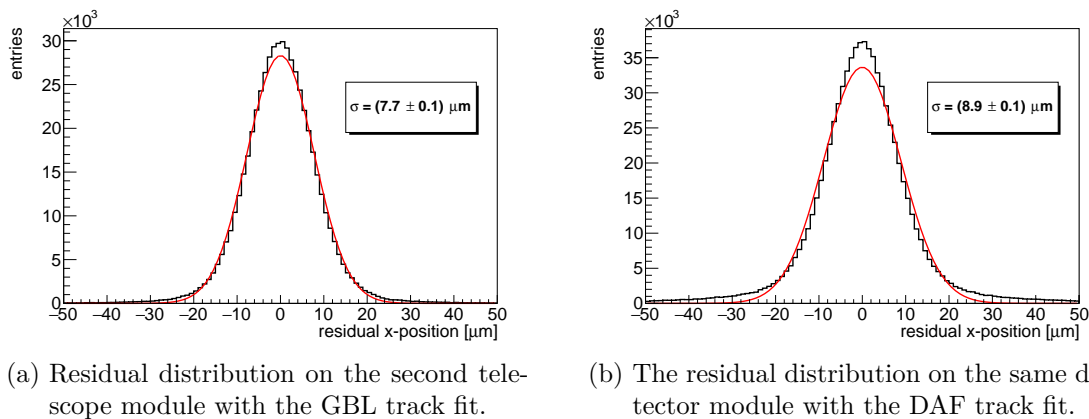 ×10³
entries
30
25
20
15
10
5
0
σ = (7.7 ± 0.1) μm
−50 −40 −30 −20 −10 0 10 20 30 40 50
residual x-position [μm]
(a) Residual distribution on the second tele-
scope module with the GBL track fit.
×10³
entries
35
30
25
20
15
10
5
0
σ = (8.9 ± 0.1) μm
−50 −40 −30 −20 −10 0 10 20 30 40 50
residual x-position [μm]
(b) The residual distribution on the same d
tector module with the DAF track fit.